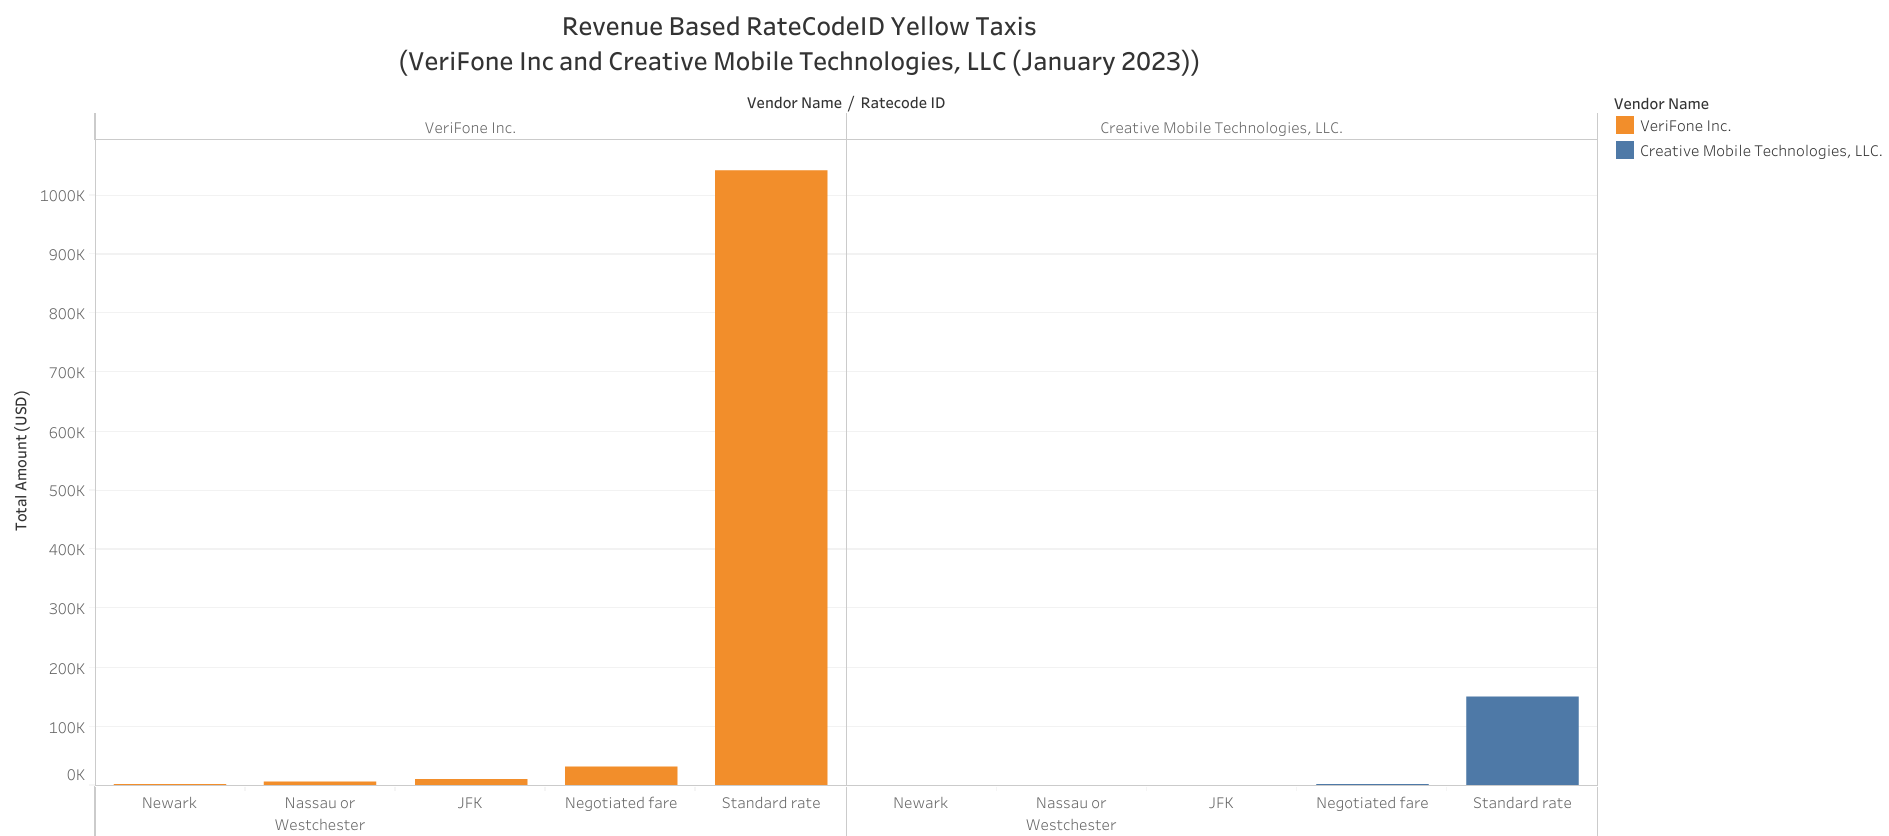 Revenue Based RateCodeID Yellow Taxis
(VeriFone Inc and Creative Mobile Technologies, LLC (January 2023))
Vendor Name / Ratecode ID
VeriFone Inc.
Creative Mobile Technologies, LLC.
Vendor Name
VeriFone Inc.
Creative Mobile Technologies, LLC.
Total Amount (USD)
1000K
900K
800K
700K
600K
500K
400K
300K
200K
100K
0K
Newark
Nassau or
Westchester
JFK
Negotiated fare
Standard rate
Newark
Nassau or
Westchester
JFK
Negotiated fare
Standard rate